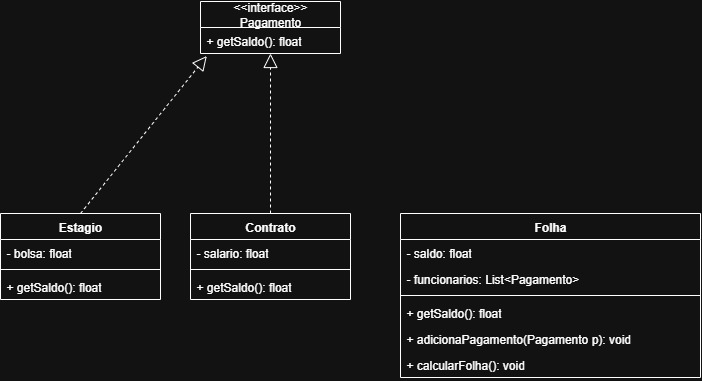 <<interface>>
Pagamento
+ getSaldo(): float
Estagio
- bolsa: float
+ getSaldo(): float
Contrato
- salario: float
+ getSaldo(): float
Folha
- saldo: float
- funcionarios: List<Pagamento>
+ getSaldo(): float
+ adicionaPagamento(Pagamento p): void
+ calcularFolha(): void